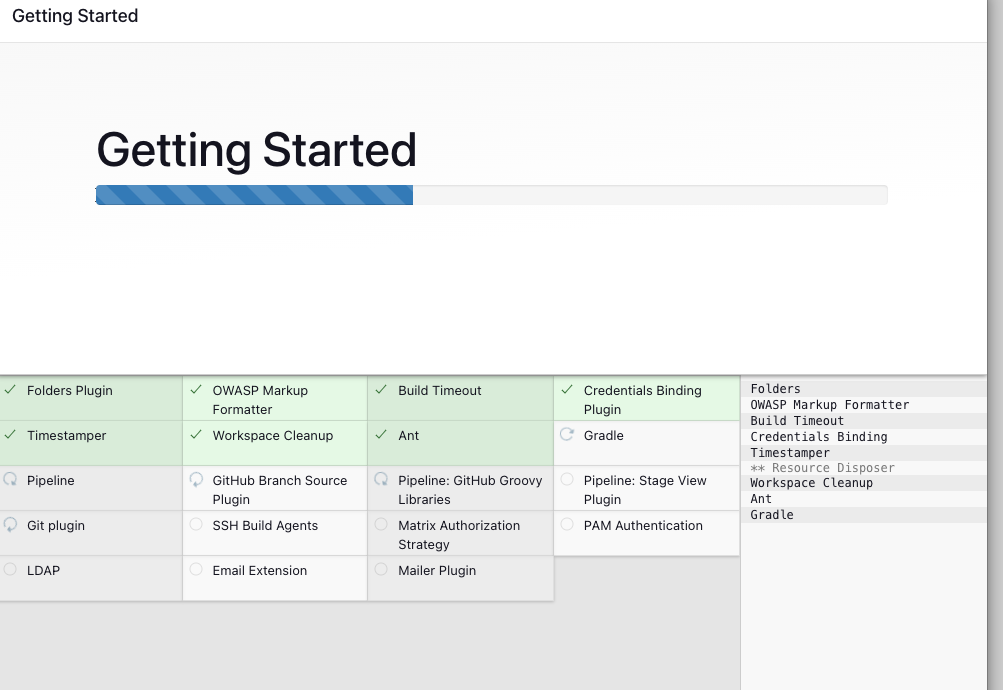 Getting Started
Getting Started
Folders Plugin
OWASP Markup
Formatter
Build Timeout
Credentials Binding
Plugin
Timestamper
Workspace Cleanup
Ant
Gradle
Pipeline
GitHub Branch Source
Plugin
Pipeline: GitHub Groovy
Libraries
Pipeline: Stage View
Plugin
Git plugin
SSH Build Agents
Matrix Authorization
Strategy
PAM Authentication
LDAP
Email Extension
Mailer Plugin
Folders
OWASP Markup Formatter
Build Timeout
Credentials Binding
Timestamper
** Resource Disposer
Workspace Cleanup
Ant
Gradle